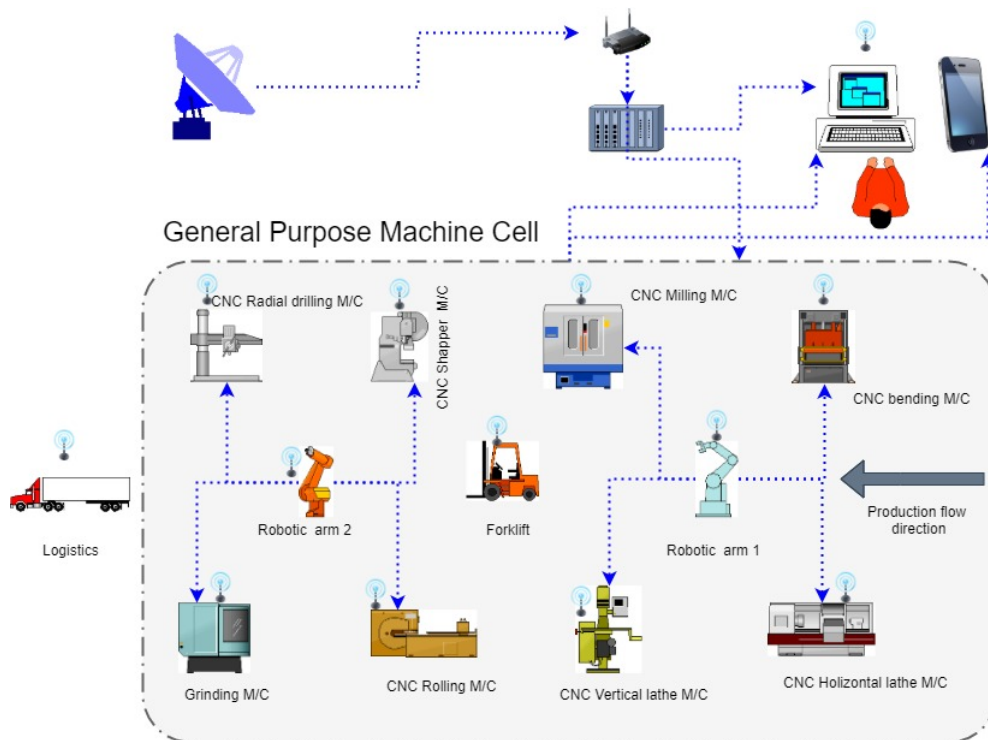 General Purpose Machine Cell
CNC Radial drilling M/C
CNC Shapper M/C
CNC Milling M/C
CNC bending M/C
Robotic arm 2
Forklift
Robotic arm 1
Production flow
direction
Logistics
Grinding M/C
CNC Rolling M/C
CNC Vertical lathe M/C
CNC Holizontal lathe M/C